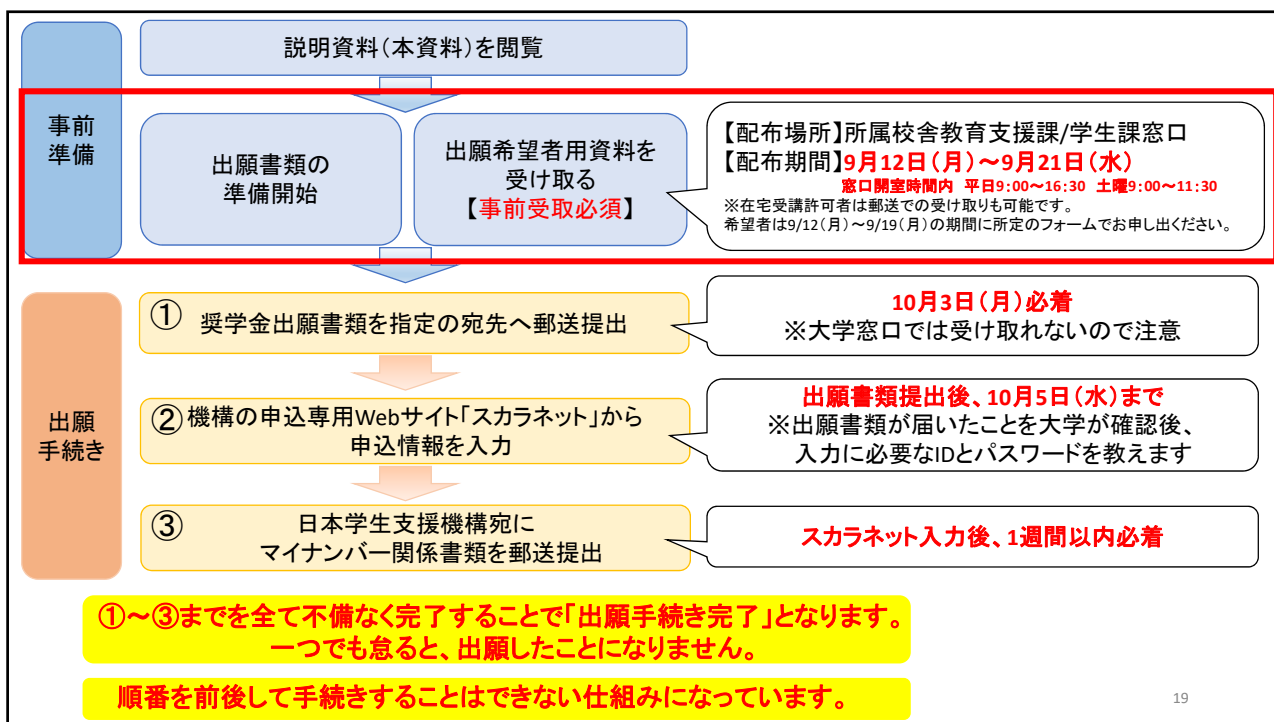 説明資料(本資料)を閲覧
事前
準備
出願書類の
準備開始
出願希望者用資料を
受け取る
【事前受取必須】
【配布場所】所属校舎教育支援課/学生課窓口
【配布期間】9月12日(月)~9月21日(水)
窓口開室時間内 平日9:00~16:30 土曜9:00~11:30
※在宅受講許可者は郵送での受け取りも可能です。
希望者は9/12(月)~9/19(月)の期間に所定のフォームでお申し出ください。
出願
手続き
① 奨学金出願書類を指定の宛先へ郵送提出
10月3日(月)必着
※大学窓口では受け取れないので注意
②機構の申込専用Webサイト「スカラネット」から
申込情報を入力
出願書類提出後、10月5日(水)まで
※出願書類が届いたことを大学が確認後、
入力に必要なIDとパスワードを教えます
③ 日本学生支援機構宛に
マイナンバー関係書類を郵送提出
スカラネット入力後、1週間以内必着
①~③までを全て不備なく完了することで「出願手続き完了」となります。
一つでも怠ると、出願したことになりません。
順番を前後して手続きすることはできない仕組みになっています。
19